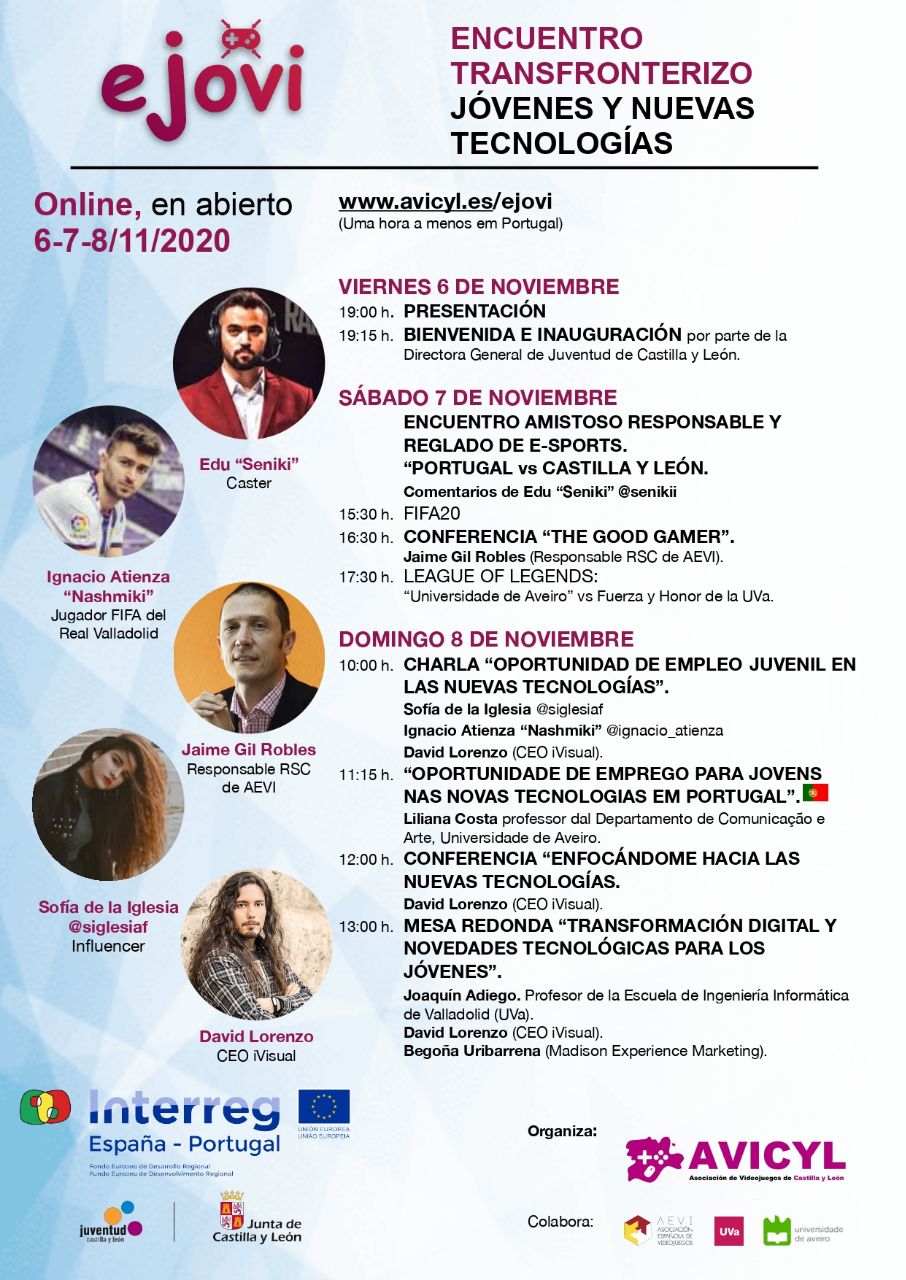 ejovi
ENCUENTRO
TRANSFRONTERIZO
JÓVENES Y NUEVAS
TECNOLOGÍAS
Online, en abierto
6-7-8/11/2020
www.avicyl.es/ejovi
(Uma hora a menos em Portugal)
VIERNES 6 DE NOVIEMBRE
19:00 h. PRESENTACIÓN
19:15 h. BIENVENIDA E INAUGURACIÓN por parte de la
Directora General de Juventud de Castilla y León.
SÁBADO 7 DE NOVIEMBRE
ENCUENTRO AMISTOSO RESPONSABLE Y
REGLADO DE E-SPORTS.
“PORTUGAL vs CASTILLA Y LEÓN.
Comentarios de Edu “Seniki” @senikii
15:30 h. FIFA20
16:30 h. CONFERENCIA “THE GOOD GAMER”.
Jaime Gil Robles (Responsable RSC de AEVI).
17:30 h. LEAGUE OF LEGENDS:
“Universidade de Aveiro” vs Fuerza y Honor de la UVa.
DOMINGO 8 DE NOVIEMBRE
10:00 h. CHARLA “OPORTUNIDAD DE EMPLEO JUVENIL EN
LAS NUEVAS TECNOLOGÍAS”.
Sofía de la Iglesia @siglesiaf
Ignacio Atienza “Nashmiki” @ignacio_atienza
David Lorenzo (CEO iVisual).
11:15 h. “OPORTUNIDADE DE EMPREGO PARA JOVENS
NAS NOVAS TECNOLOGIAS EM PORTUGAL”.
Liliana Costa professor dal Departamento de Comunicação e
Arte, Universidade de Aveiro.
12:00 h. CONFERENCIA “ENFOCÁNDOME HACIA LAS
NUEVAS TECNOLOGÍAS.
David Lorenzo (CEO iVisual).
13:00 h. MESA REDONDA “TRANSFORMACIÓN DIGITAL Y
NOVEDADES TECNOLÓGICAS PARA LOS
JÓVENES”.
Joaquín Adiego. Profesor de la Escuela de Ingeniería Informática
de Valladolid (UVa).
David Lorenzo (CEO iVisual).
Begoña Uribarrena (Madison Experience Marketing).
Edu “Seniki”
Caster
Ignacio Atienza
“Nashmiki”
Jugador FIFA del
Real Valladolid
Jaime Gil Robles
Responsable RSC
de AEVI
Sofía de la Iglesia
@siglesiaf
Influencer
David Lorenzo
CEO iVisual
Interreg
España - Portugal
Fondo Europeo de Desarrollo Regional
Fundo Europeu de Desenvolvimento Regional
UNIÓN EUROPEA
UNIÃO EUROPEIA
juventud
castilla y león
Junta de
Castilla y León
Organiza:
AVICYL
Asociación de Videojuegos de Castilla y León
Colabora:
AEVI
ASOCIACIÓN
ESPAÑOLA DE
VIDEOJUEGOS
UVa
universidade
de aveiro